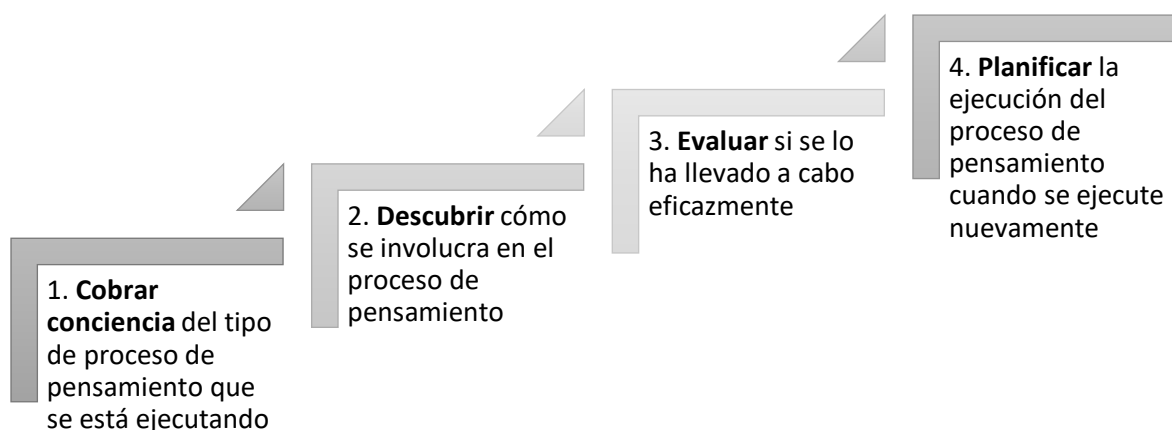 1. Cobrar
conciencia del tipo
de proceso de
pensamiento que
se está ejecutando
2. Descubrir cómo
se involucra en el
proceso de
pensamiento
3. Evaluar si se lo
ha llevado a cabo
eficazmente
4. Planificar la
ejecución del
proceso de
pensamiento
cuando se ejecute
nuevamente